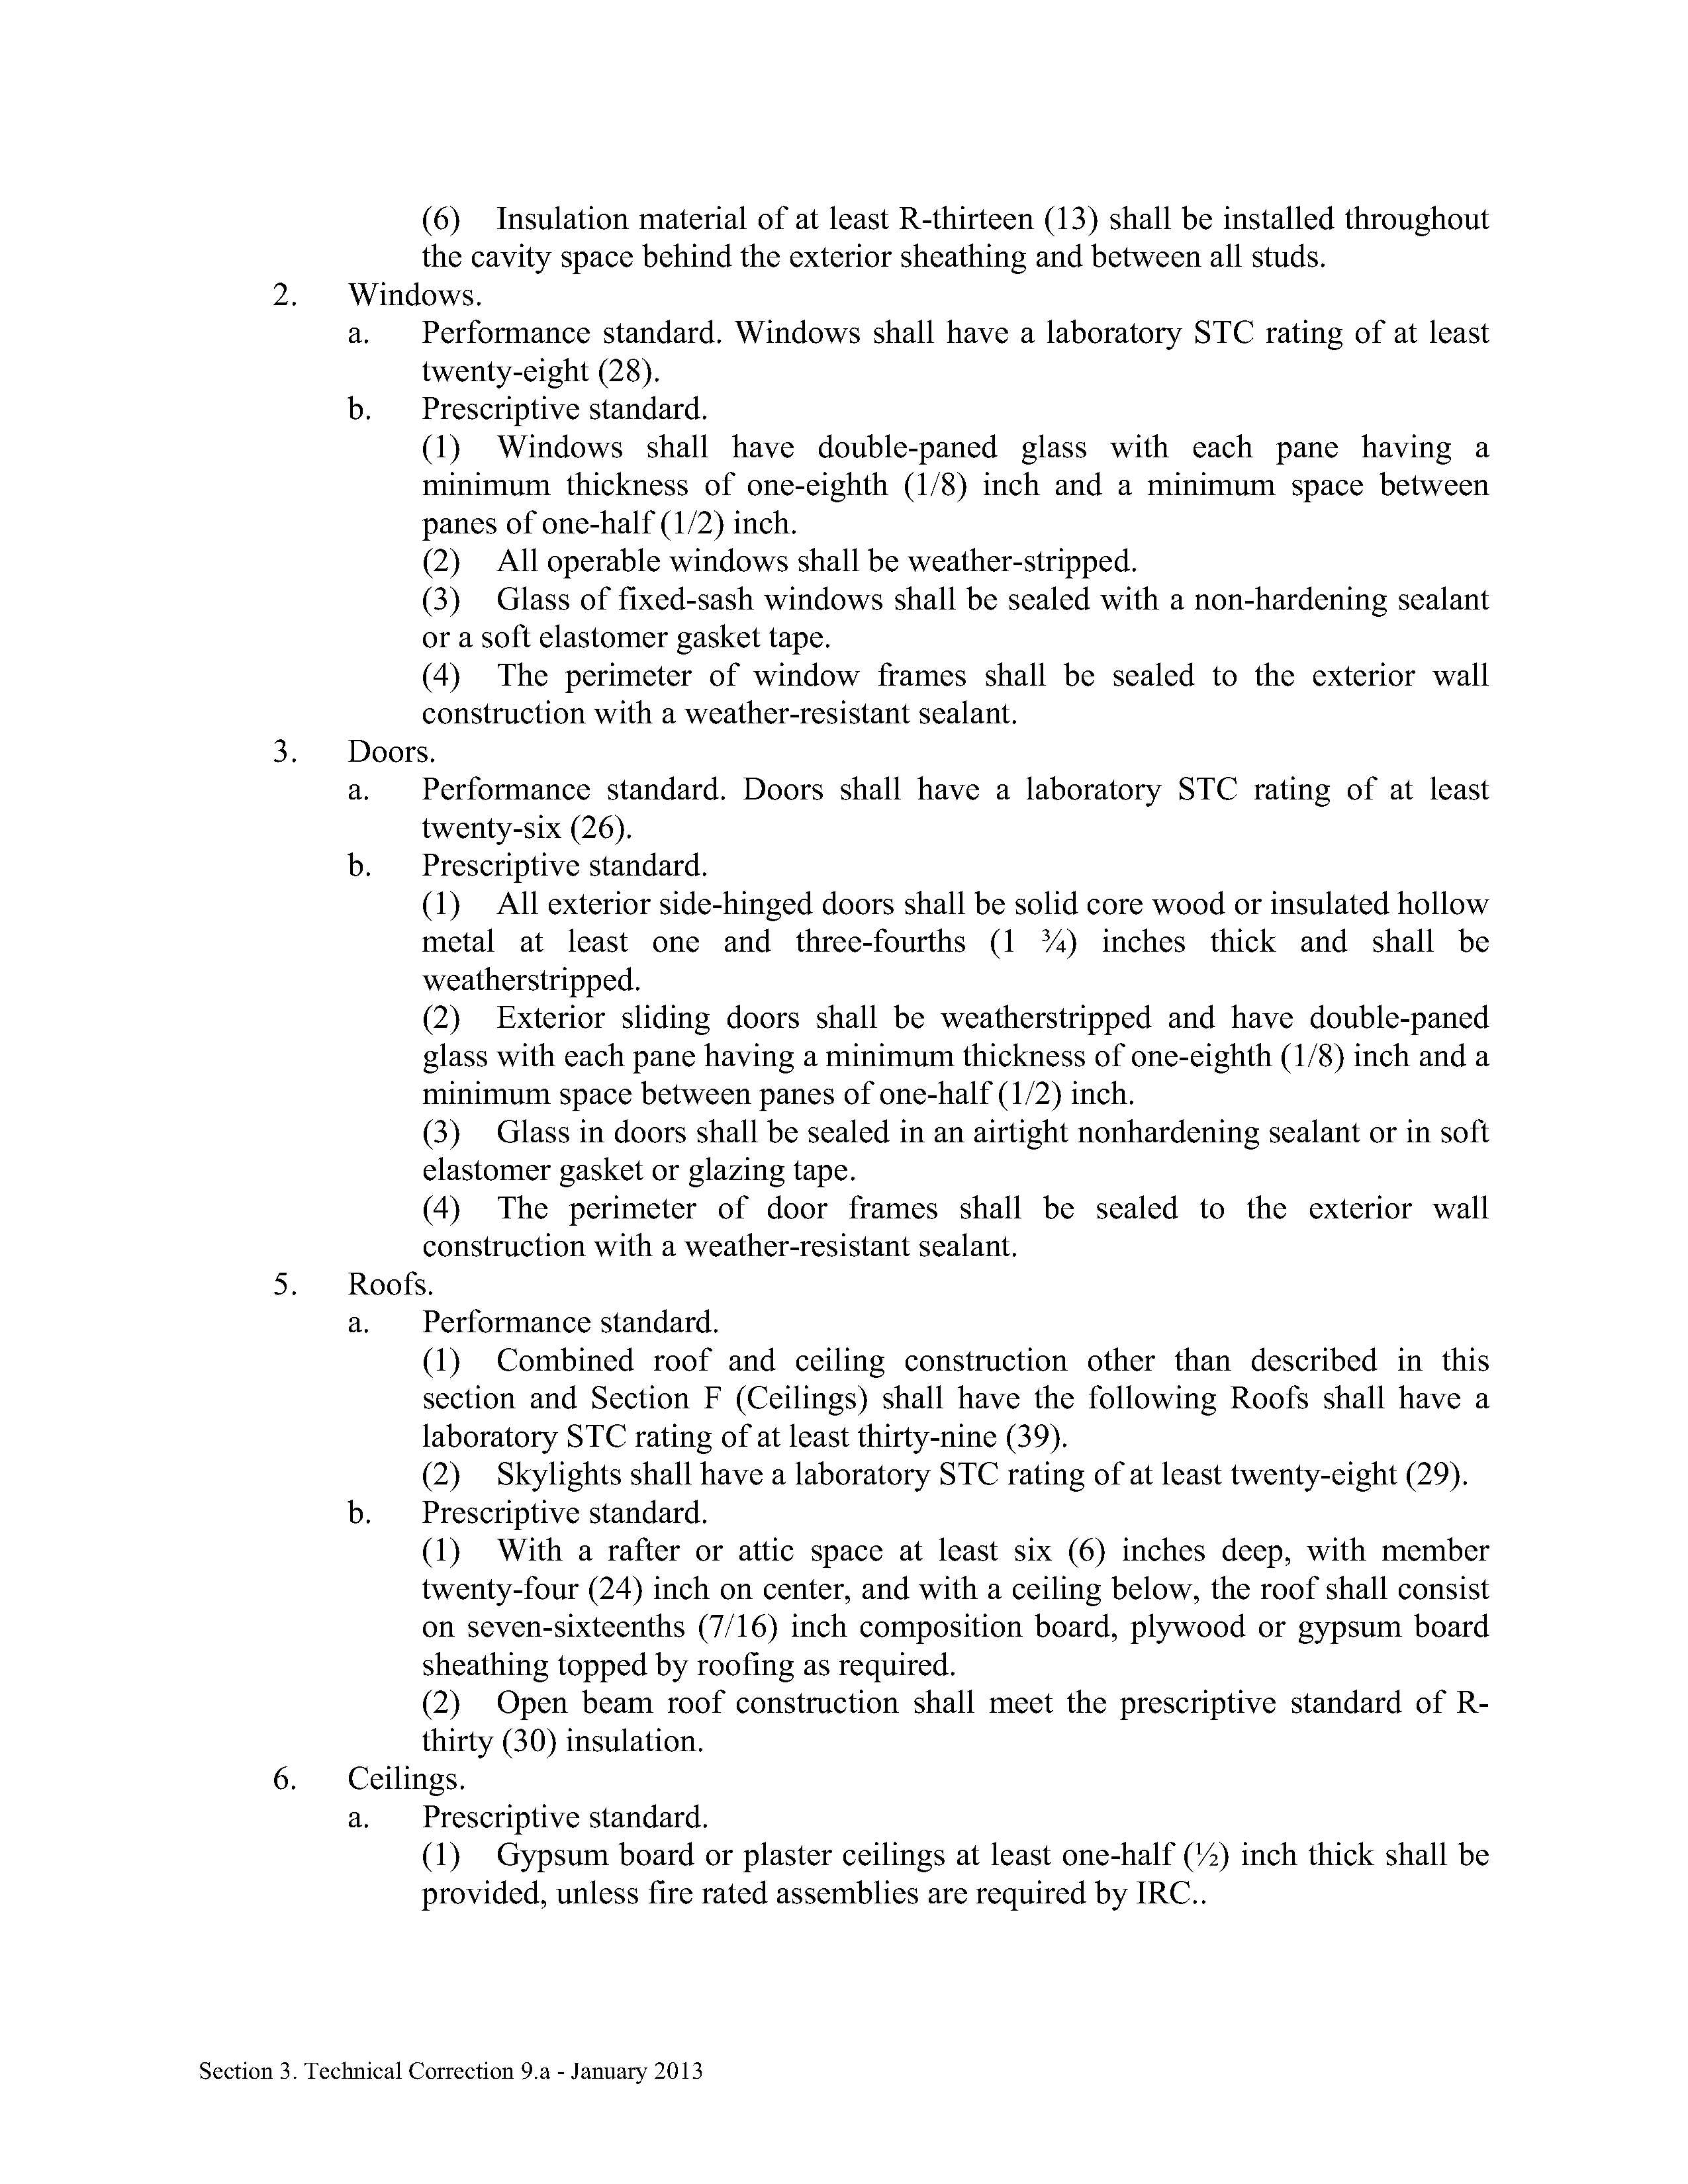 (6) Insulation material of at least R-thirteen (13) shall be installed throughout
the cavity space behind the exterior sheathing and between all studs.
2. Windows.
a. Performance standard. Windows shall have a laboratory STC rating of at least
twenty-eight (28).
b. Prescriptive standard.
(1) Windows shall have double-paned glass with each pane having a
minimum thickness of one-eighth (1/8) inch and a minimum space between
panes of one-half (1/2) inch.
(2) All operable windows shall be weather-stripped.
(3) Glass of fixed-sash windows shall be sealed with a non-hardening sealant
or a soft elastomer gasket tape.
(4) The perimeter of window frames shall be sealed to the exterior wall
construction with a weather-resistant sealant.
3. Doors.
a. Performance standard. Doors shall have a laboratory STC rating of at least
twenty-six (26).
b. Prescriptive standard.
(1) All exterior side-hinged doors shall be solid core wood or insulated hollow
metal at least one and three-fourths (1 ¾) inches thick and shall be
weatherstripped.
(2) Exterior sliding doors shall be weatherstripped and have double-paned
glass with each pane having a minimum thickness of one-eighth (1/8) inch and a
minimum space between panes of one-half (1/2) inch.
(3) Glass in doors shall be sealed in an airtight nonhardening sealant or in soft
elastomer gasket or glazing tape.
(4) The perimeter of door frames shall be sealed to the exterior wall
construction with a weather-resistant sealant.
5. Roofs.
a. Performance standard.
(1) Combined roof and ceiling construction other than described in this
section and Section F (Ceilings) shall have the following Roofs shall have a
laboratory STC rating of at least thirty-nine (39).
(2) Skylights shall have a laboratory STC rating of at least twenty-eight (29).
b. Prescriptive standard.
(1) With a rafter or attic space at least six (6) inches deep, with member
twenty-four (24) inch on center, and with a ceiling below, the roof shall consist
on seven-sixteenths (7/16) inch composition board, plywood or gypsum board
sheathing topped by roofing as required.
(2) Open beam roof construction shall meet the prescriptive standard of R-
thirty (30) insulation.
6. Ceilings.
a. Prescriptive standard.
(1) Gypsum board or plaster ceilings at least one-half (½) inch thick shall be
provided, unless fire rated assemblies are required by IRC..
Section 3. Technical Correction 9.a - January 2013